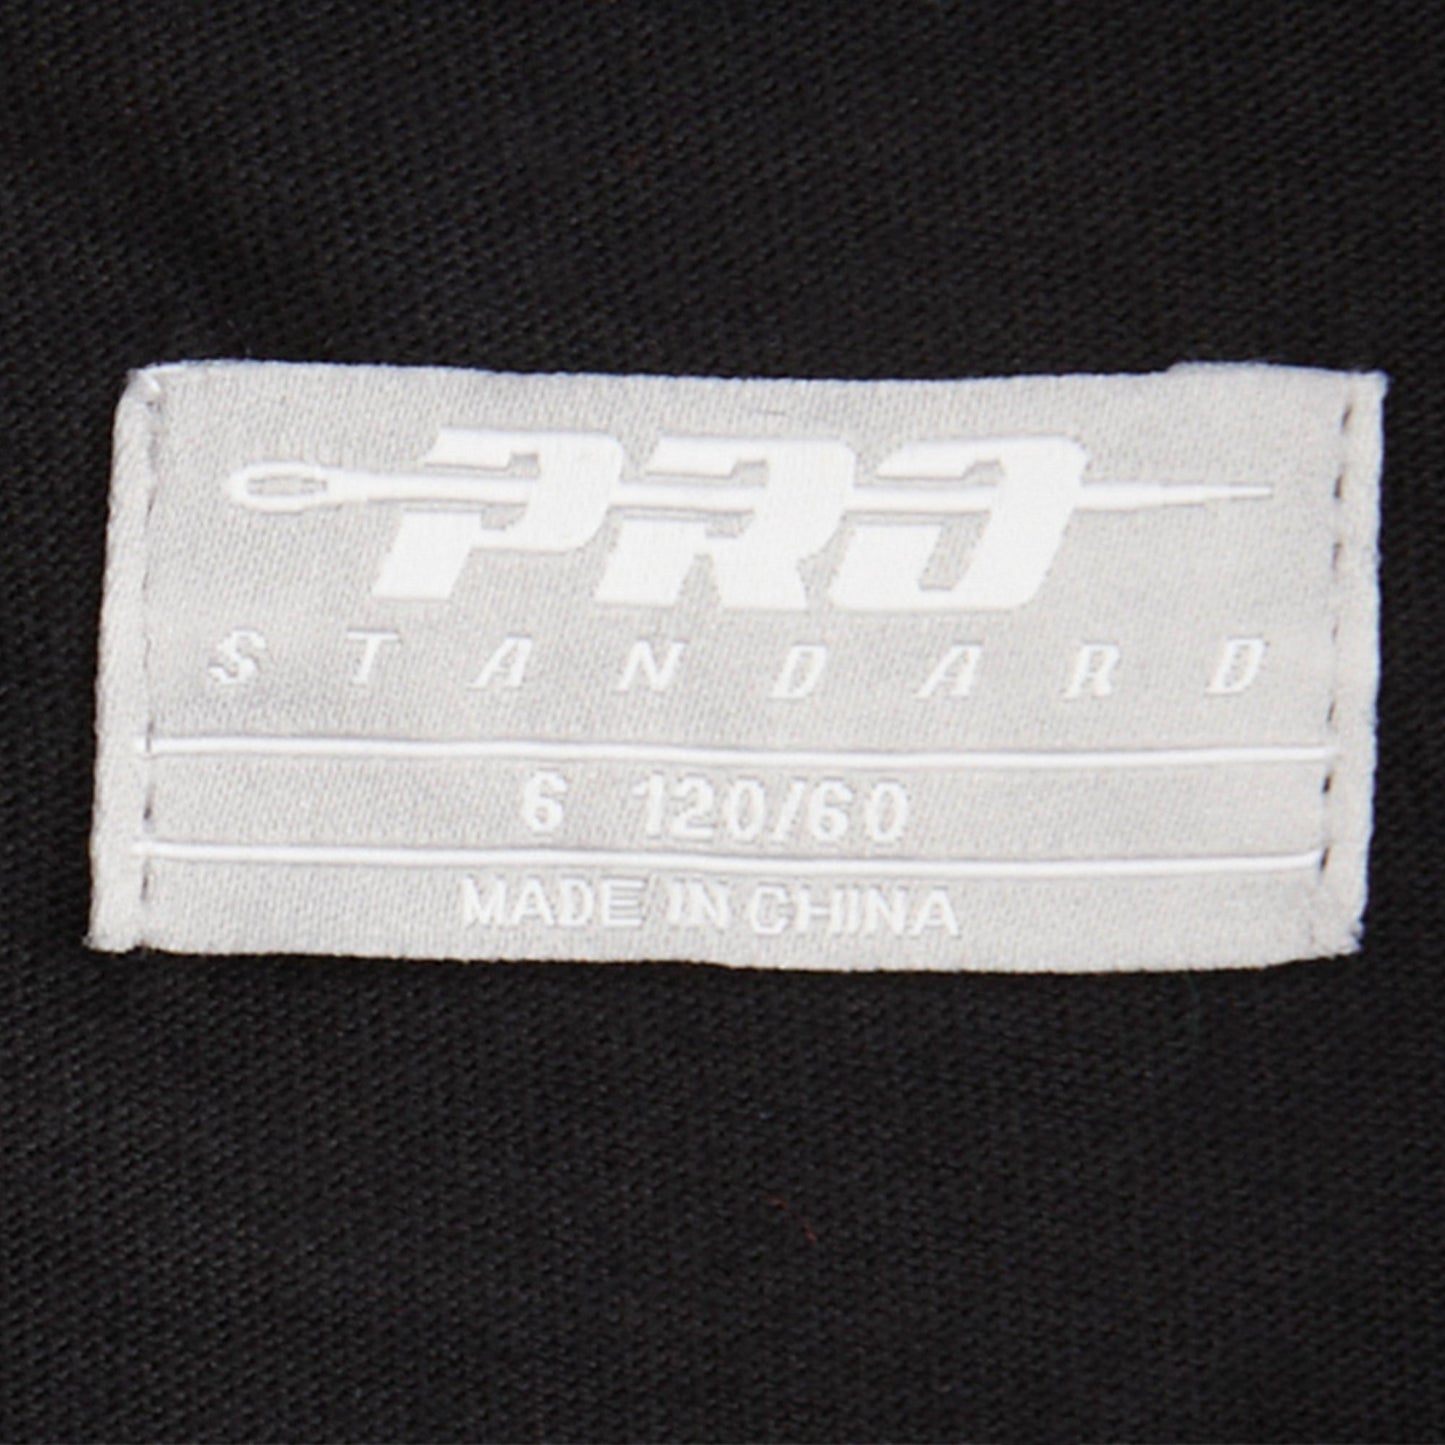 PRO
STANDARD
6 120/60
MADE IN CHINA